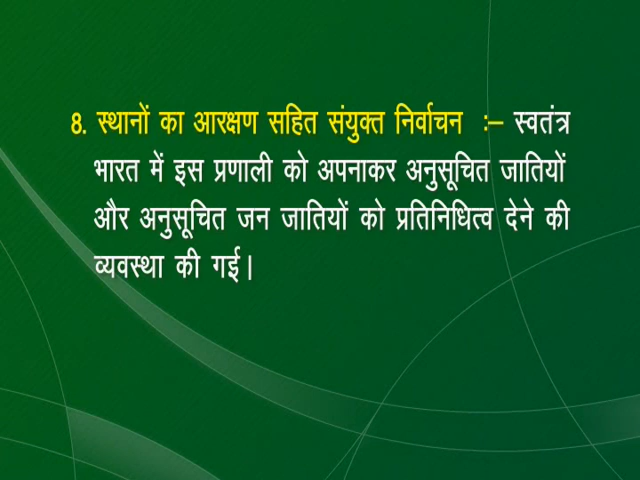 8. स्थानों का आरक्षण सहित संयुक्त निर्वाचन :– स्वतंत्र
भारत में इस प्रणाली को अपनाकर अनुसूचित जातियों
और अनुसूचित जन जातियों को प्रतिनिधित्व देने की
व्यवस्था की गई।